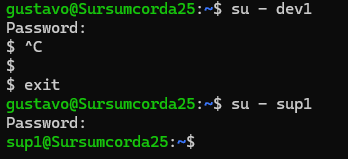 gustavo@Sursumcorda25:~$ su - dev1
Password:
$ ^C
$
$ exit
gustavo@Sursumcorda25:~$ su - sup1
Password:
sup1@Sursumcorda25:~$